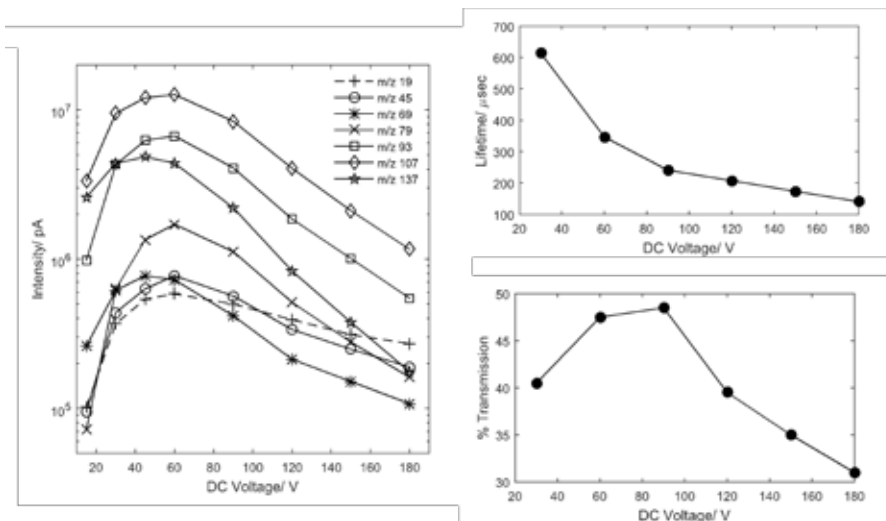 10^7
10^6
10^5
Intensity/ pA
20 40 60 80 100 120 140 160 180
DC Voltage/ V
m/z 19
m/z 45
m/z 69
m/z 79
m/z 93
m/z 107
m/z 137
700
600
500
400
300
200
100
Lifetime/ μsec
20 40 60 80 100 120 140 160 180
DC Voltage/ V
50
45
40
35
30
% Transmission
20 40 60 80 100 120 140 160 180
DC Voltage/ V